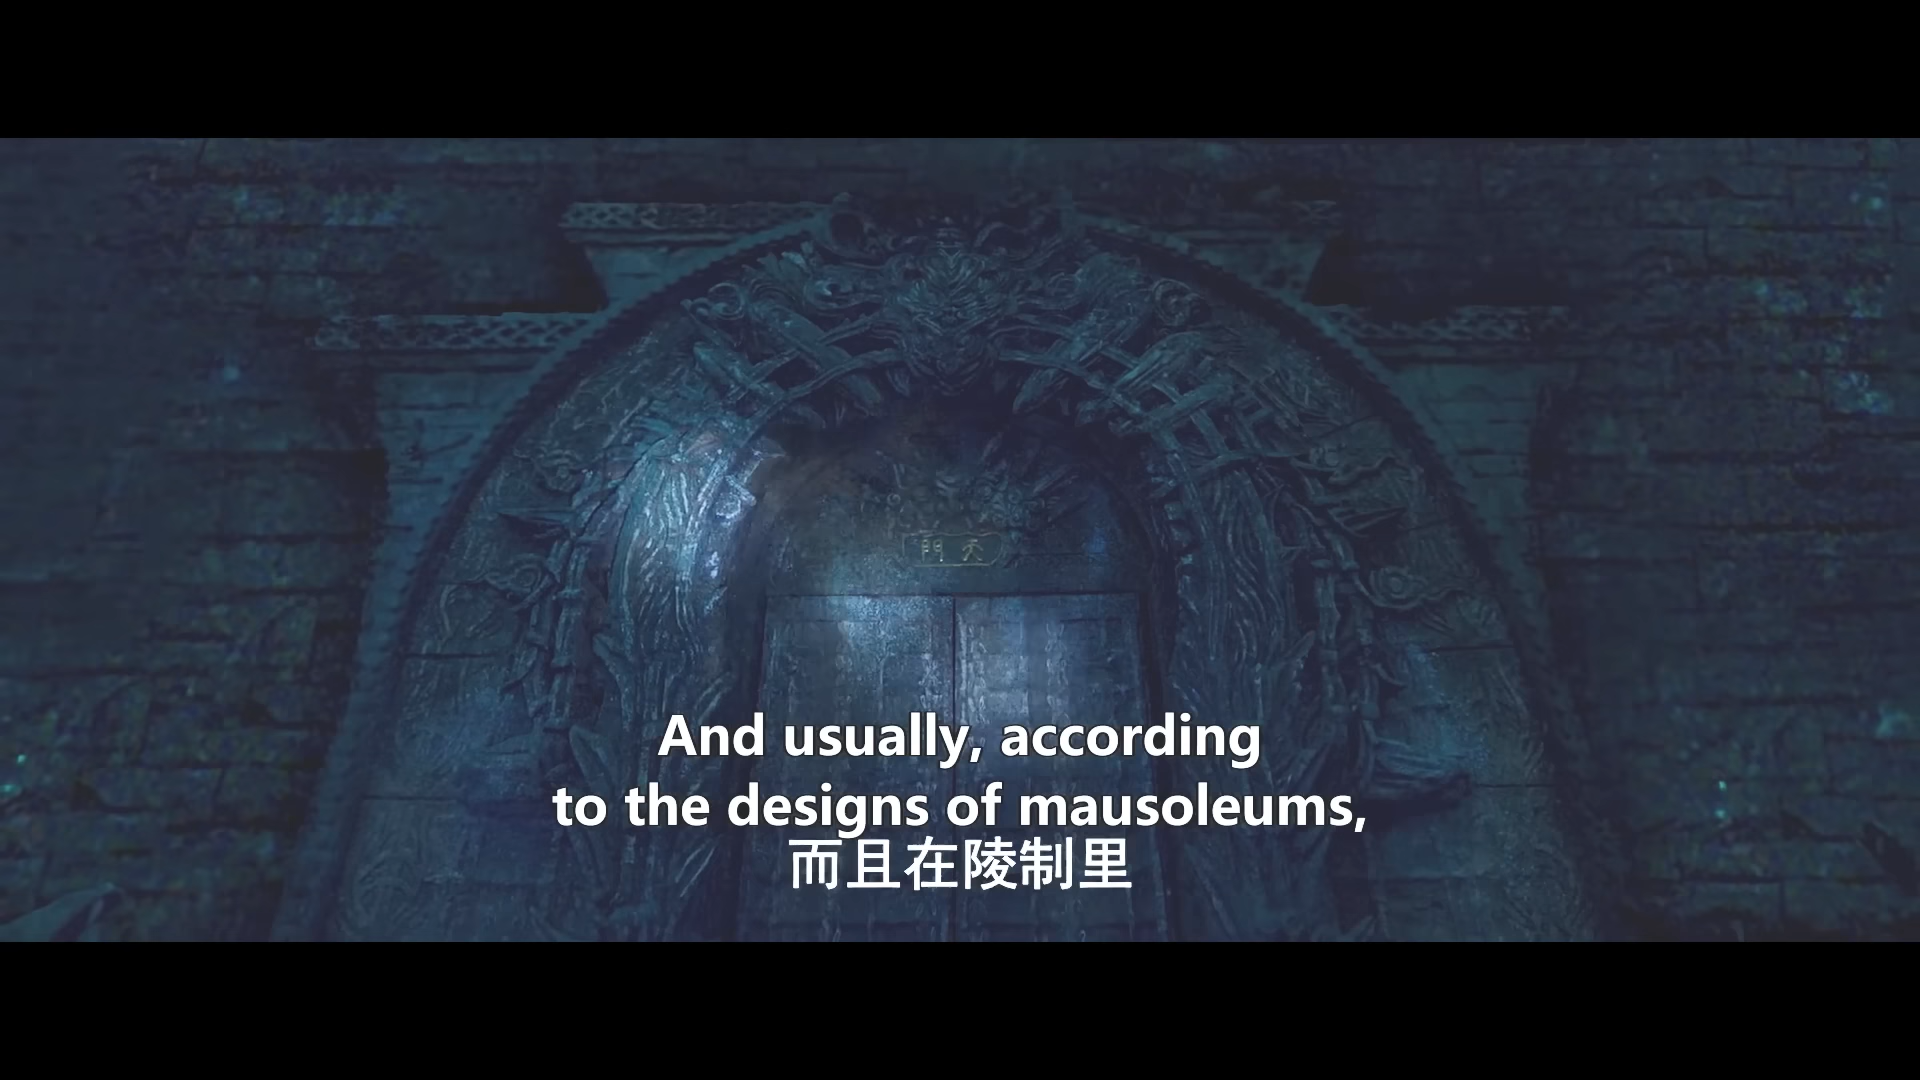 門天
And usually, according
to the designs of mausoleums,
而且在陵制里